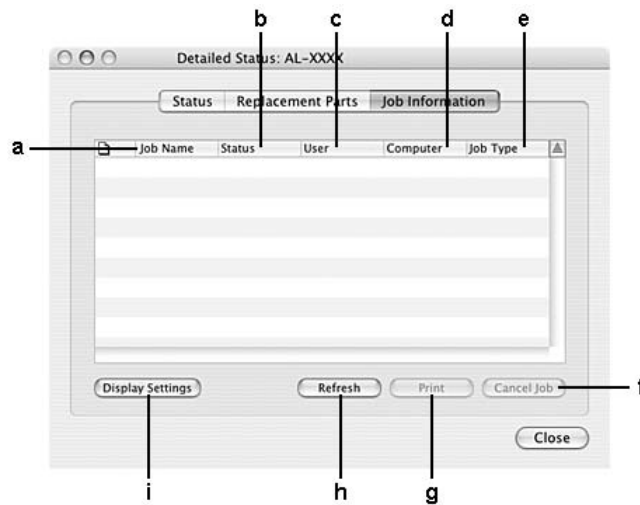 b c d e
Detailed Status: AL-XXXX
Status Replacement Parts Job Information
a
Job Name Status User Computer Job Type
Display Settings Refresh Print Cancel Job
f
Close
i h g